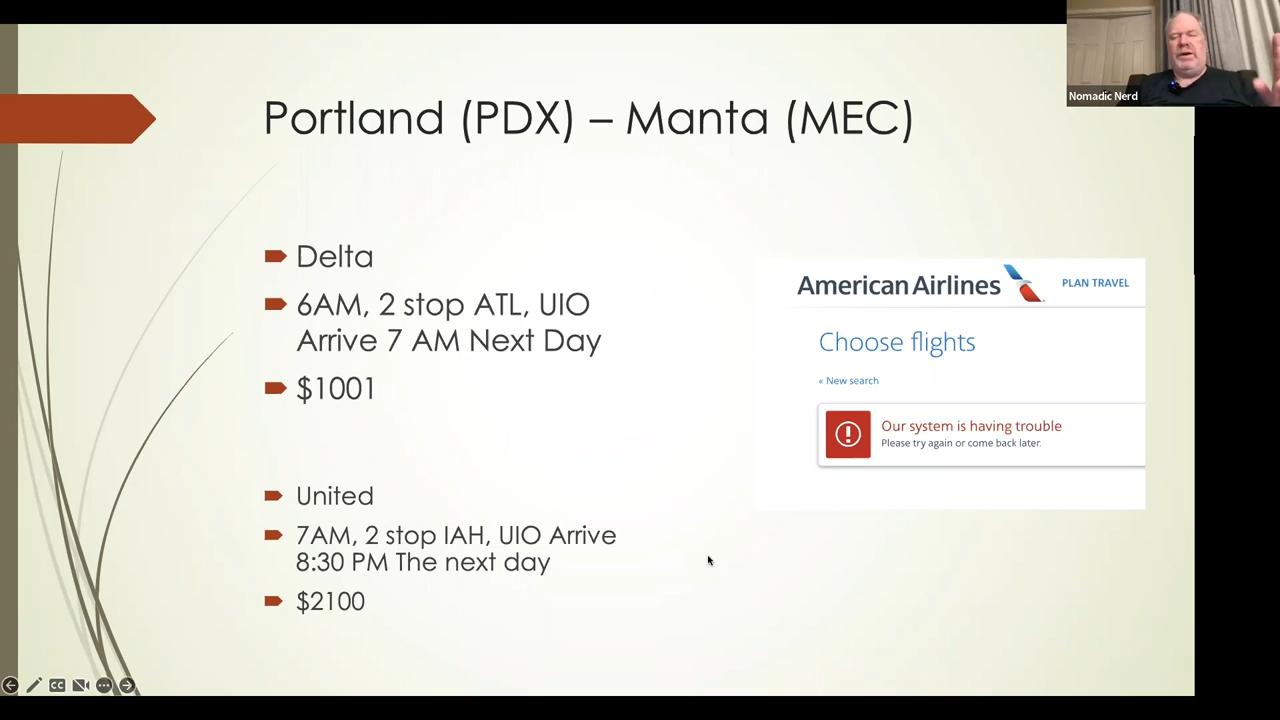 Nomadic Nerd
Portland (PDX) – Manta (MEC)
Delta
6AM, 2 stop ATL, UIO
Arrive 7 AM Next Day
$1001
United
7AM, 2 stop IAH, UIO Arrive
8:30 PM The next day
$2100
American Airlines PLAN TRAVEL
Choose flights
« New search
Our system is having trouble
Please try again or come back later.
CC